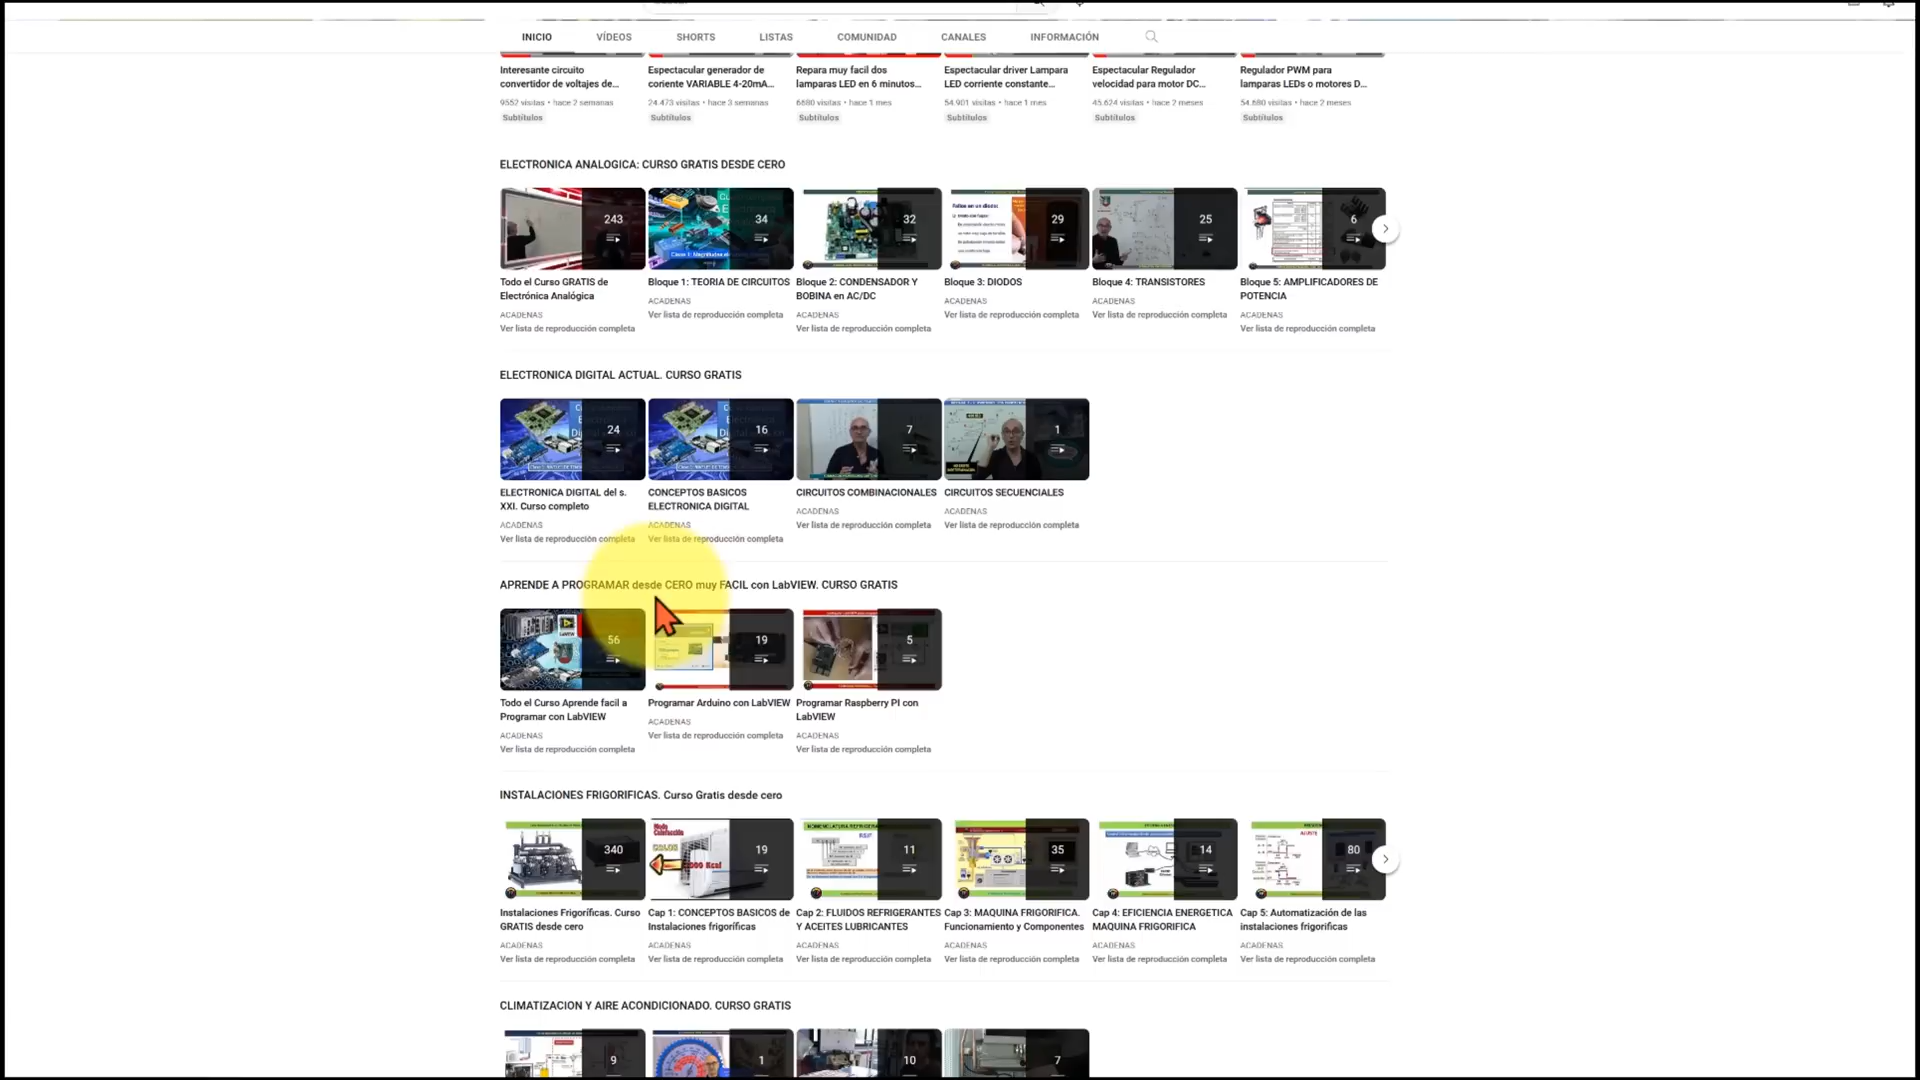 INICIO VÍDEOS SHORTS LISTAS COMUNIDAD CANALES INFORMACIÓN
Interesante circuito
convertidor de voltajes de...
9552 visitas • hace 2 semanas
Subtítulos
Espectacular generador de
coriente VARIABLE 4-20mA...
24.473 visitas • hace 3 semanas
Subtítulos
Repara muy facil dos
lamparas LED en 6 minutos...
6680 visitas • hace 1 mes
Subtítulos
Espectacular driver Lampara
LED corriente constante...
54.901 visitas • hace 1 mes
Subtítulos
Espectacular Regulador
velocidad para motor DC...
45.624 visitas • hace 2 meses
Subtítulos
Regulador PWM para
lamparas LEDs o motores D...
54.680 visitas • hace 2 meses
Subtítulos
ELECTRONICA ANALOGICA: CURSO GRATIS DESDE CERO
243
Todo el Curso GRATIS de
Electrónica Analógica
ACADENAS
Ver lista de reproducción completa
34
Bloque 1: TEORIA DE CIRCUITOS
ACADENAS
Ver lista de reproducción completa
32
Bloque 2: CONDENSADOR Y
BOBINA en AC/DC
ACADENAS
Ver lista de reproducción completa
29
Bloque 3: DIODOS
ACADENAS
Ver lista de reproducción completa
25
Bloque 4: TRANSISTORES
ACADENAS
Ver lista de reproducción completa
6
Bloque 5: AMPLIFICADORES DE
POTENCIA
ACADENAS
Ver lista de reproducción completa
ELECTRONICA DIGITAL ACTUAL. CURSO GRATIS
24
ELECTRONICA DIGITAL del s.
XXI. Curso completo
ACADENAS
Ver lista de reproducción completa
16
CONCEPTOS BASICOS
ELECTRONICA DIGITAL
ACADENAS
Ver lista de reproducción completa
7
CIRCUITOS COMBINACIONALES
ACADENAS
Ver lista de reproducción completa
1
CIRCUITOS SECUENCIALES
ACADENAS
Ver lista de reproducción completa
APRENDE A PROGRAMAR desde CERO muy FACIL con LabVIEW. CURSO GRATIS
56
Todo el Curso Aprende facil a
Programar con LabVIEW
ACADENAS
Ver lista de reproducción completa
19
Programar Arduino con LabVIEW
ACADENAS
Ver lista de reproducción completa
5
Programar Raspberry PI con
LabVIEW
ACADENAS
Ver lista de reproducción completa
INSTALACIONES FRIGORIFICAS. Curso Gratis desde cero
340
Instalaciones Frigoríficas. Curso
GRATIS desde cero
ACADENAS
Ver lista de reproducción completa
19
Cap 1: CONCEPTOS BASICOS de
Instalaciones frigoríficas
ACADENAS
Ver lista de reproducción completa
11
Cap 2: FLUIDOS REFRIGERANTES
Y ACEITES LUBRICANTES
ACADENAS
Ver lista de reproducción completa
35
Cap 3: MAQUINA FRIGORIFICA.
Funcionamiento y Componentes
ACADENAS
Ver lista de reproducción completa
14
Cap 4: EFICIENCIA ENERGETICA
MAQUINA FRIGORIFICA
ACADENAS
Ver lista de reproducción completa
80
Cap 5: Automatización de las
instalaciones frigorificas
ACADENAS
Ver lista de reproducción completa
CLIMATIZACION Y AIRE ACONDICIONADO. CURSO GRATIS
9
1
10
7